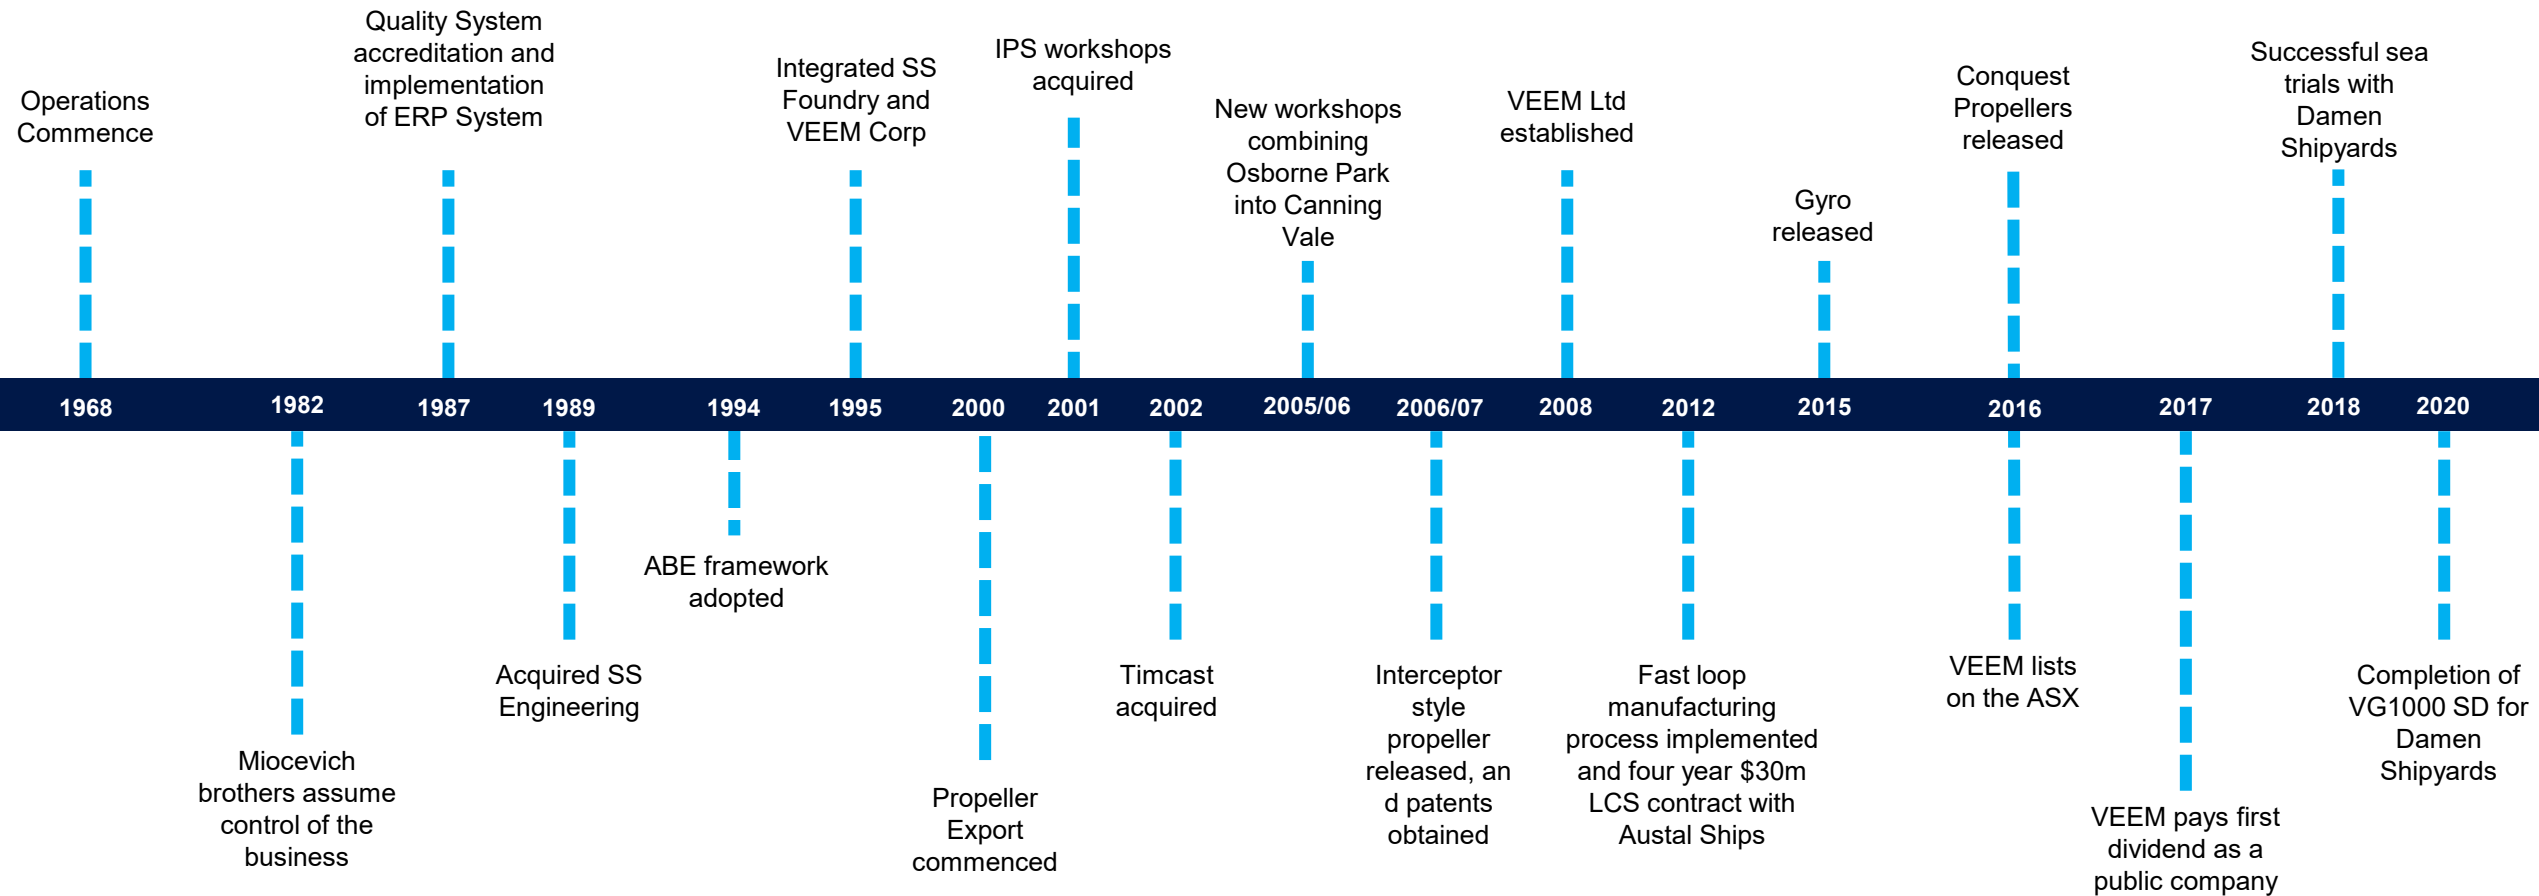 Operations
Commence
Quality System
accreditation and
implementation
of ERP System
Integrated SS
Foundry and
VEEM Corp
IPS workshops
acquired
New workshops
combining
Osborne Park
into Canning
Vale
VEEM Ltd
established
Gyro
released
Conquest
Propellers
released
Successful sea
trials with
Damen
Shipyards
1968 1982 1987 1989 1994 1995 2000 2001 2002 2005/06 2006/07 2008 2012 2015 2016 2017 2018 2020
Miocevich
brothers assume
control of the
business
Acquired SS
Engineering
ABE framework
adopted
Propeller
Export
commenced
Timcast
acquired
Interceptor
style
propeller
released, an
d patents
obtained
Fast loop
manufacturing
process implemented
and four year $30m
LCS contract with
Austal Ships
VEEM lists
on the ASX
VEEM pays first
dividend as a
public company
Completion of
VG1000 SD for
Damen
Shipyards